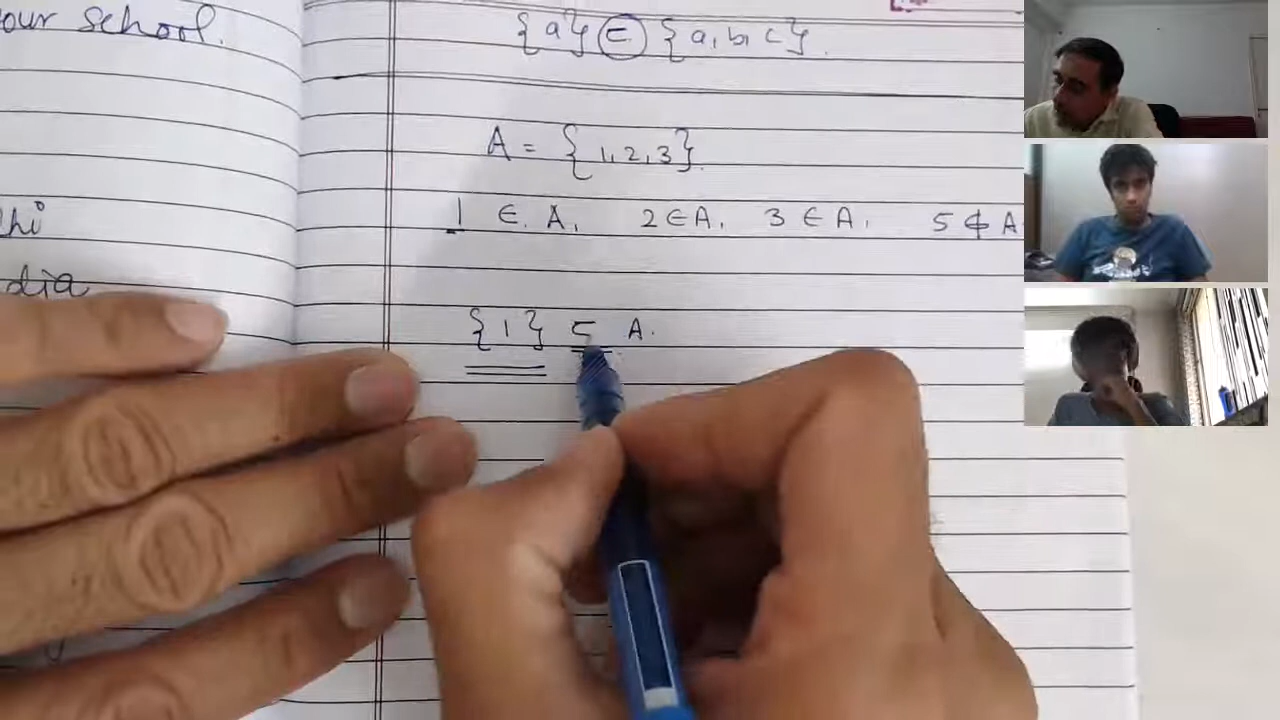 our school.
{a} ⊂ {a, b, c}.
A = {1, 2, 3}.
1 ∈ A, 2 ∈ A, 3 ∈ A, 5 ∉ A
{1} ⊂ A.